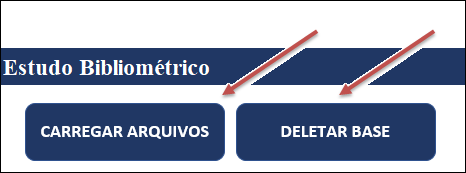 Estudo Bibliométrico
CARREGAR ARQUIVOS
DELETAR BASE